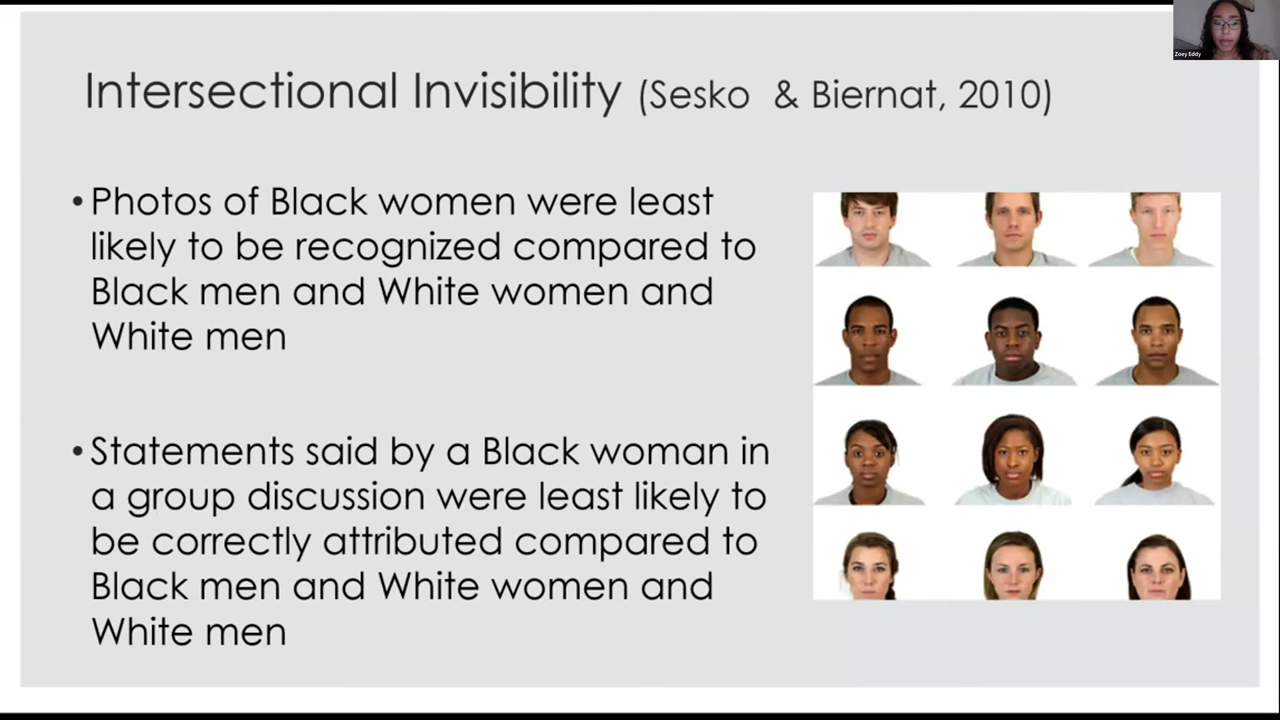 Zoey Eddy
Intersectional Invisibility (Sesko & Biernat, 2010)
• Photos of Black women were least
likely to be recognized compared to
Black men and White women and
White men
• Statements said by a Black woman in
a group discussion were least likely to
be correctly attributed compared to
Black men and White women and
White men